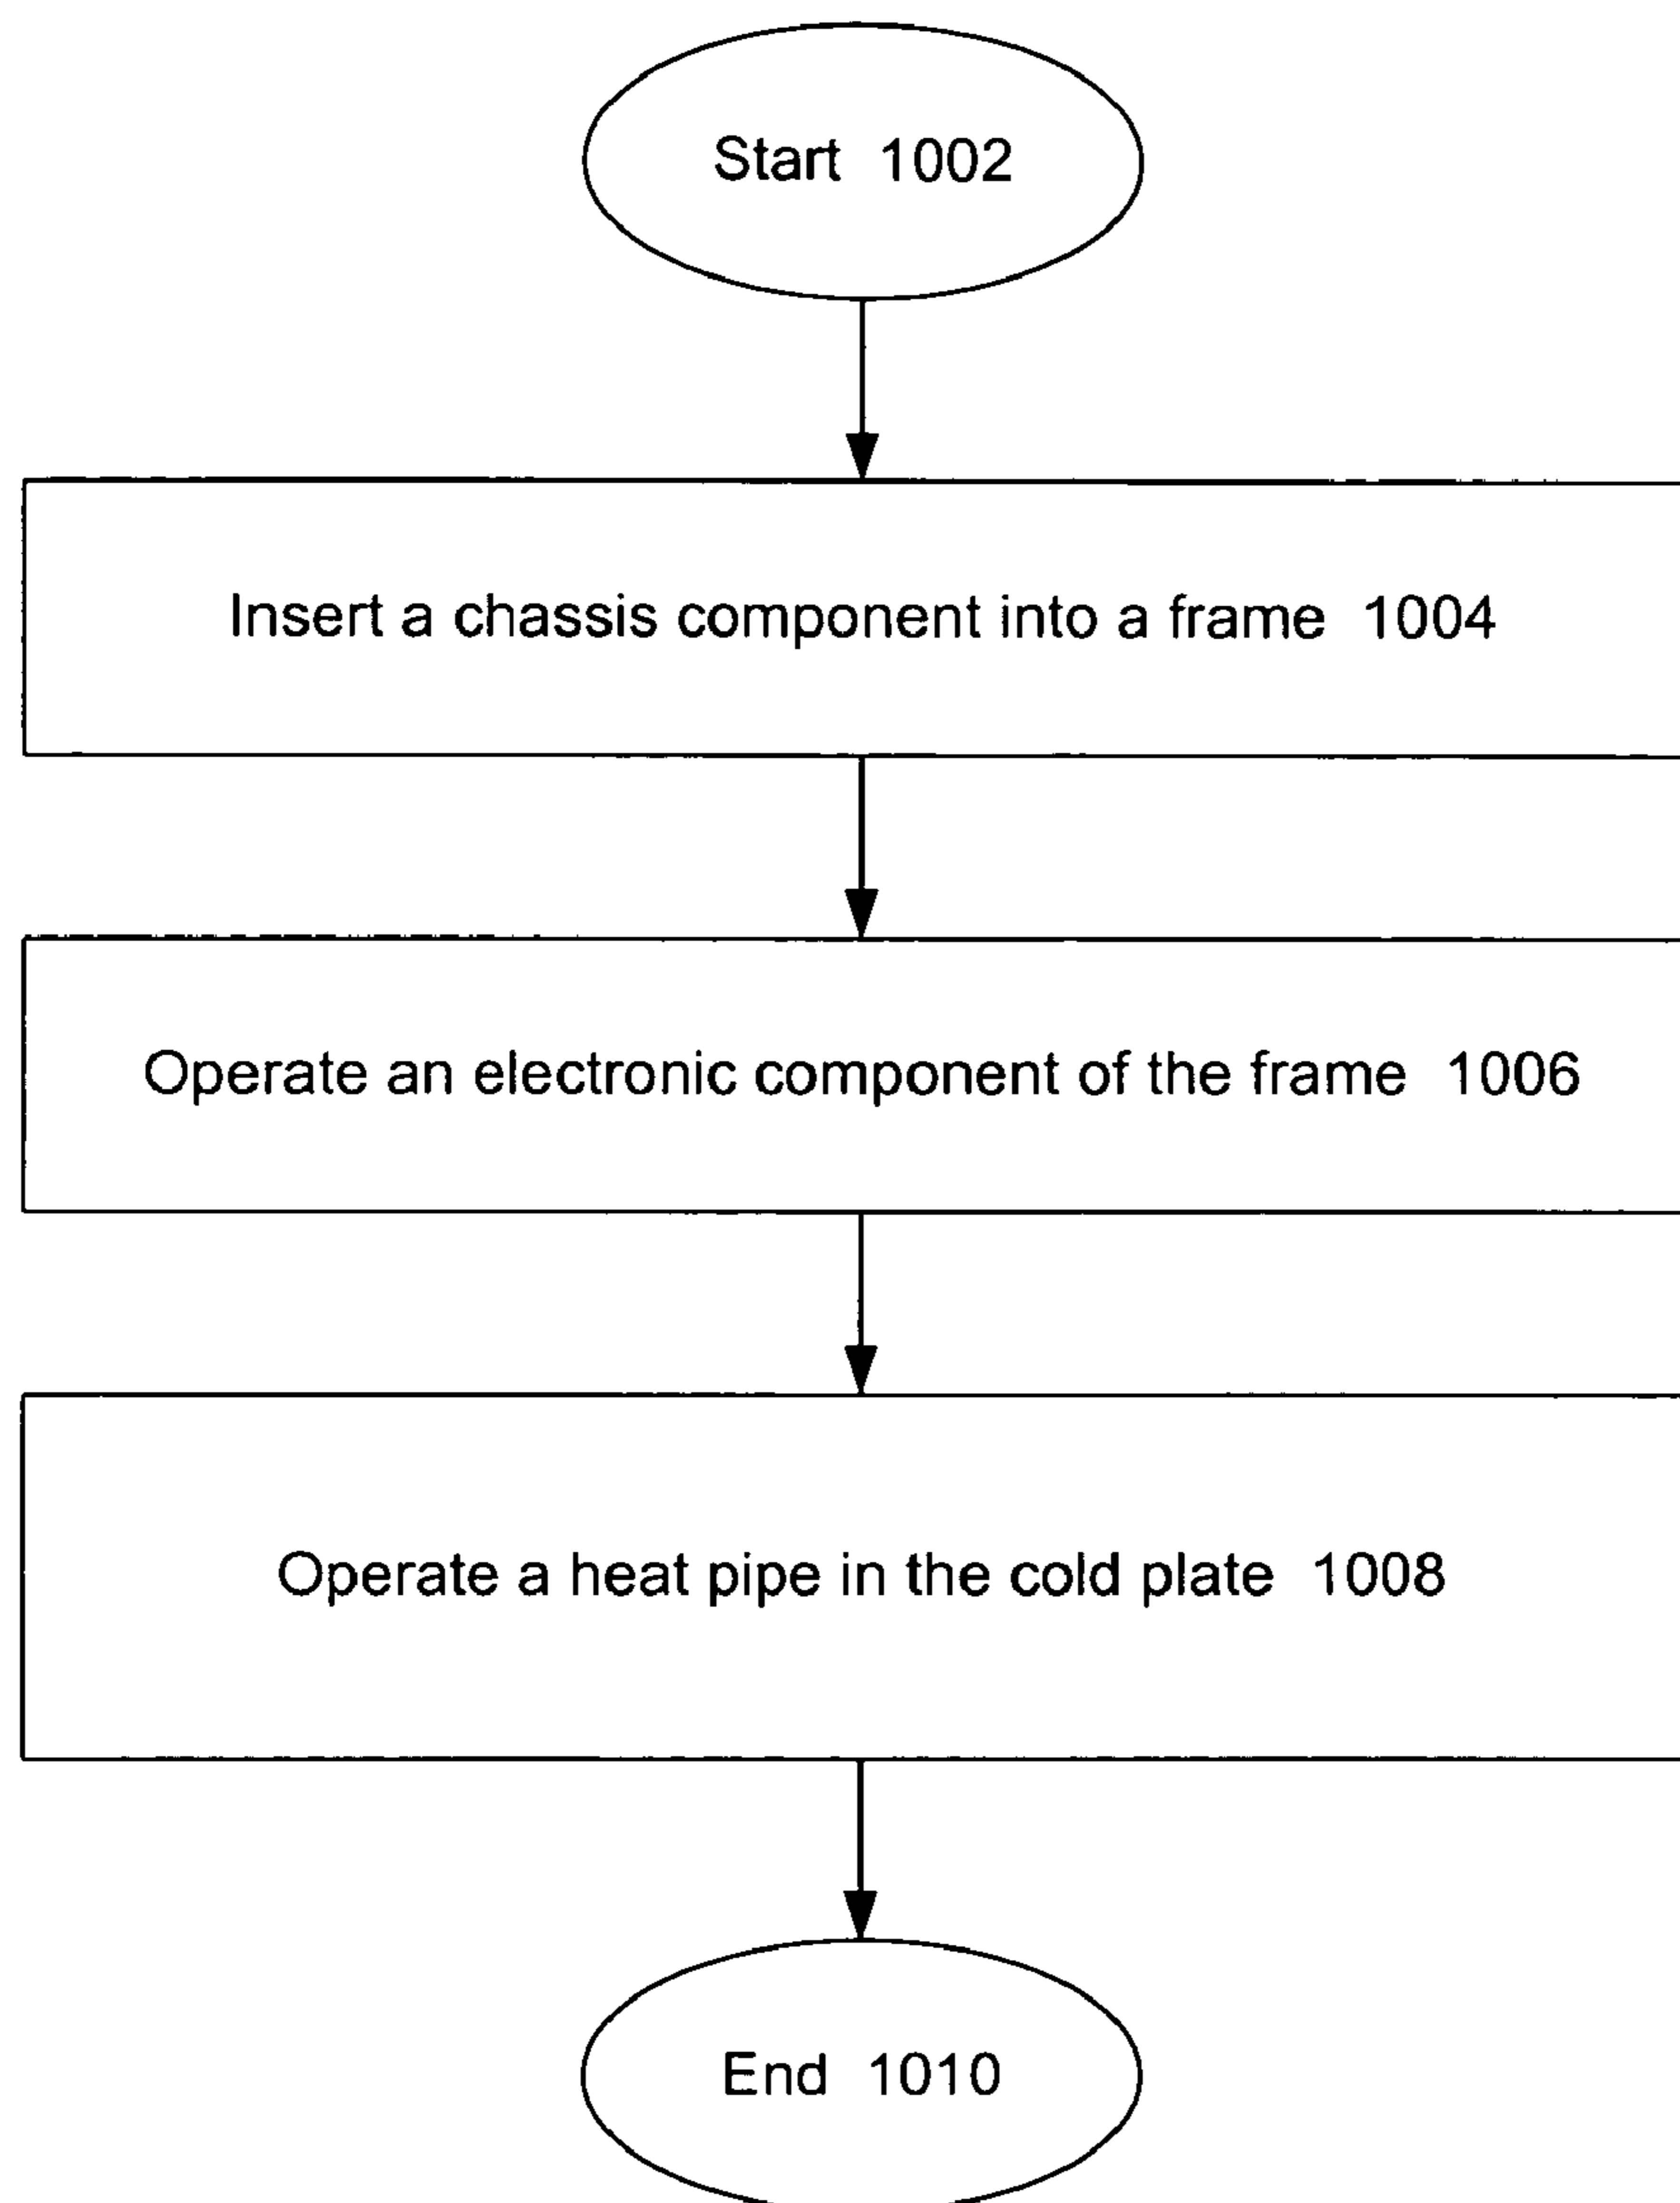 Start 1002
Insert a chassis component into a frame 1004
Operate an electronic component of the frame 1006
Operate a heat pipe in the cold plate 1008
End 1010